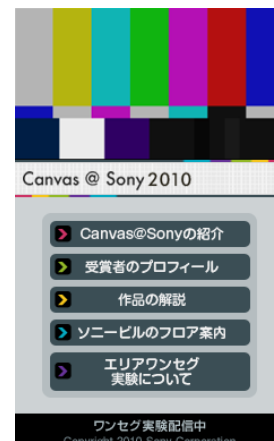 Canvas @ Sony 2010
Canvas@Sonyの紹介
受賞者のプロフィール
作品の解説
ソニービルのフロア案内
エリアワンセグ
実験について
ワンセグ実験配信中
Copyright 2010 Sony Corporation